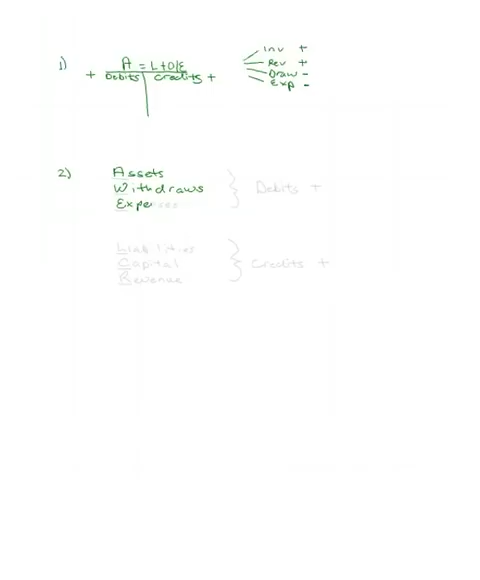 1) A = L + O/E
+ Debits Credits +
Inv +
Rev +
Draw -
Exp -
2) Assets
Withdraws
Expenses
Debits +
Liabilities
Capital
Revenue
Credits +